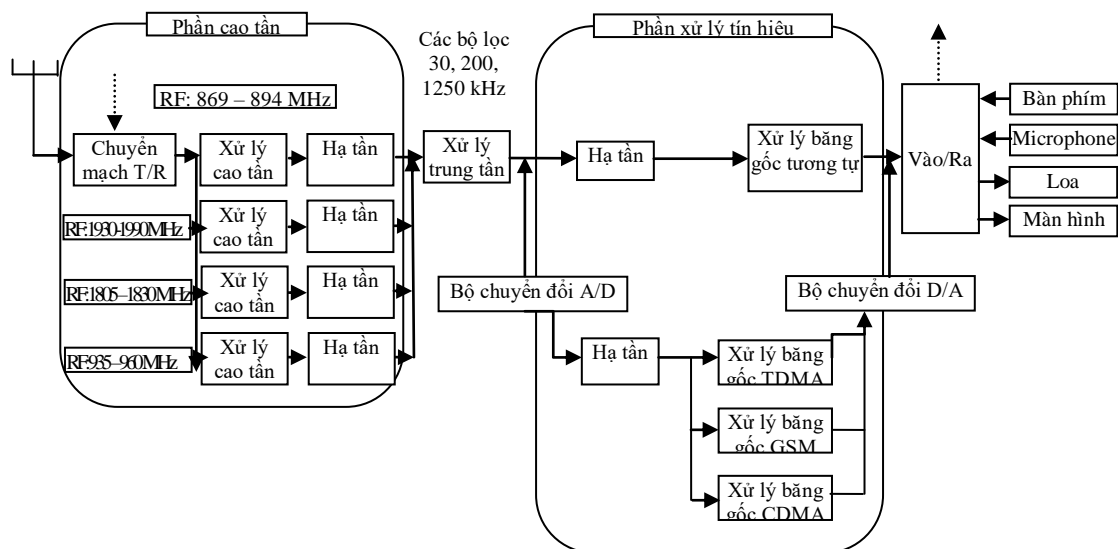 Phần cao tần
Phần xử lý tín hiêu
Các bộ lọc
30, 200,
1250 kHz
RF: 869 – 894 MHz
Chuyển
mạch T/R
Xử lý
cao tần
Hạ tần
Xử lý
trung tần
Hạ tần
Xử lý băng
gốc tương tự
Vào/Ra
Bàn phím
Microphone
Loa
Màn hình
RF:1930-1990MHz
Xử lý
cao tần
Hạ tần
RF:1805–1830MHz
Xử lý
cao tần
Hạ tần
Bộ chuyển đổi A/D
Bộ chuyển đổi D/A
RF:935–960MHz
Xử lý
cao tần
Hạ tần
Hạ tần
Xử lý băng
gốc TDMA
Xử lý băng
gốc GSM
Xử lý băng
gốc CDMA